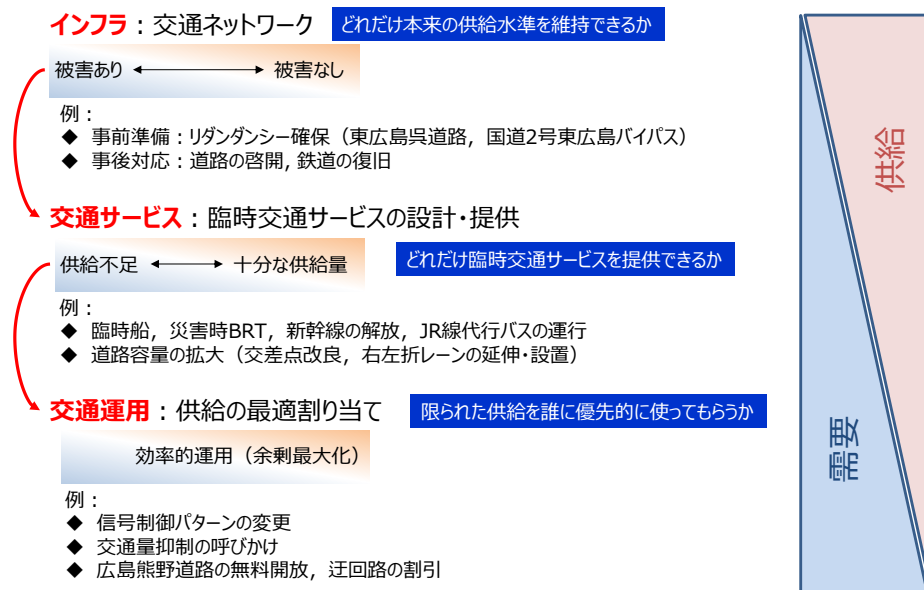 インフラ：交通ネットワーク
どれだけ本来の供給水準を維持できるか
被害あり
被害なし
例：
◆ 事前準備：リダンダンシー確保（東広島呉道路，国道2号東広島バイパス）
◆ 事後対応：道路の啓開，鉄道の復旧
交通サービス：臨時交通サービスの設計・提供
供給不足
十分な供給量
どれだけ臨時交通サービスを提供できるか
例：
◆ 臨時船，災害時BRT，新幹線の解放，JR線代行バスの運行
◆ 道路容量の拡大（交差点改良，右左折レーンの延伸・設置）
交通運用：供給の最適割り当て
限られた供給を誰に優先的に使ってもらうか
効率的運用（余剰最大化）
例：
◆ 信号制御パターンの変更
◆ 交通量抑制の呼びかけ
◆ 広島熊野道路の無料開放，迂回路の割引
供給
需要